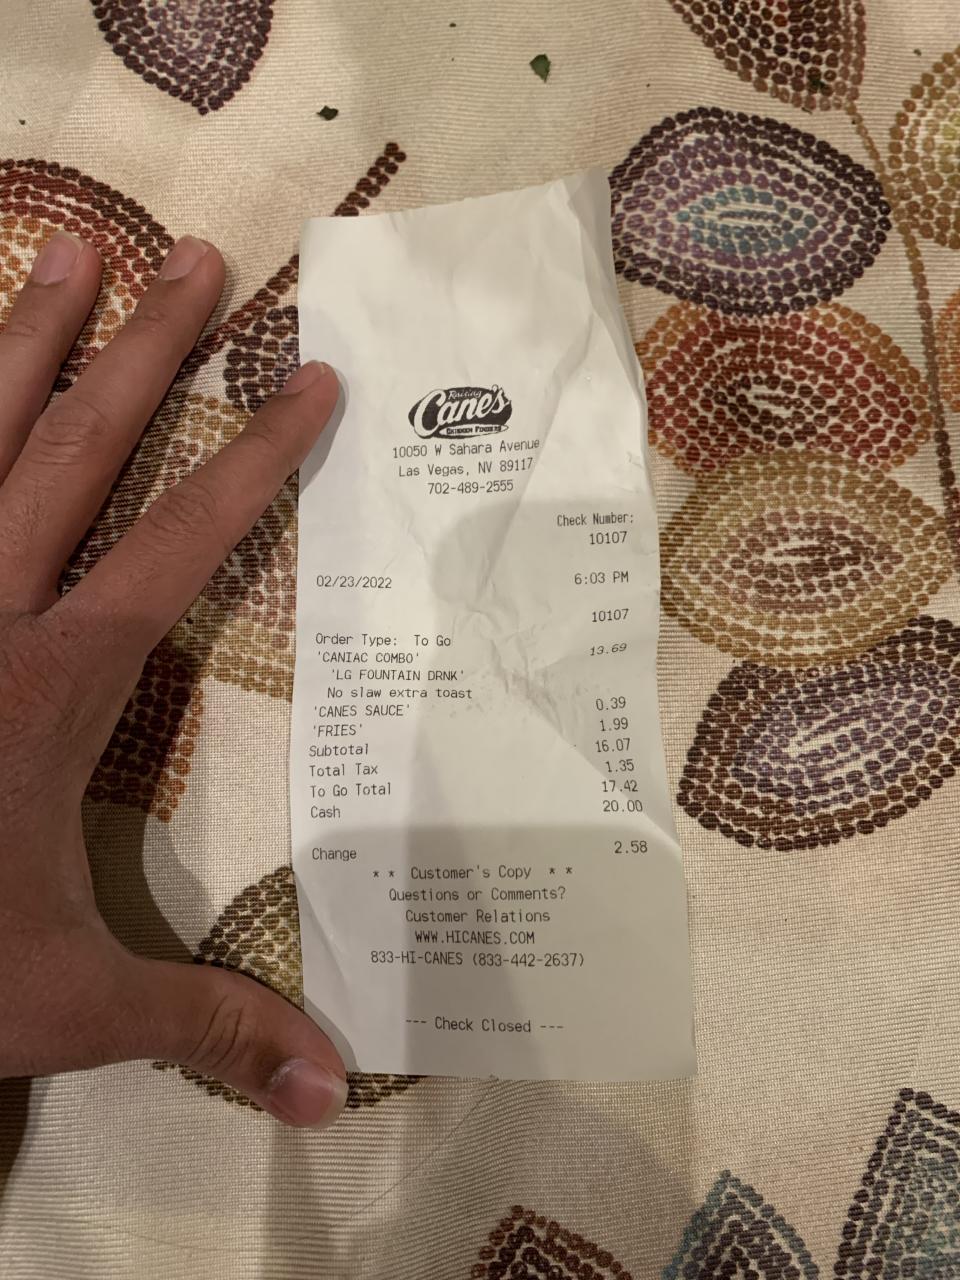 Raising
Cane's
CHICKEN FINGERS
10050 W Sahara Avenue
Las Vegas, NV 89117
702-489-2555
Check Number:
10107
02/23/2022 6:03 PM
10107
Order Type: To Go
'CANIAC COMBO' 13.69
'LG FOUNTAIN DRNK'
No slaw extra toast
'CANES SAUCE' 0.39
'FRIES' 1.99
Subtotal 16.07
Total Tax 1.35
To Go Total 17.42
Cash 20.00
Change 2.58
* * Customer's Copy * *
Questions or Comments?
Customer Relations
WWW.HICANES.COM
833-HI-CANES (833-442-2637)
--- Check Closed ---